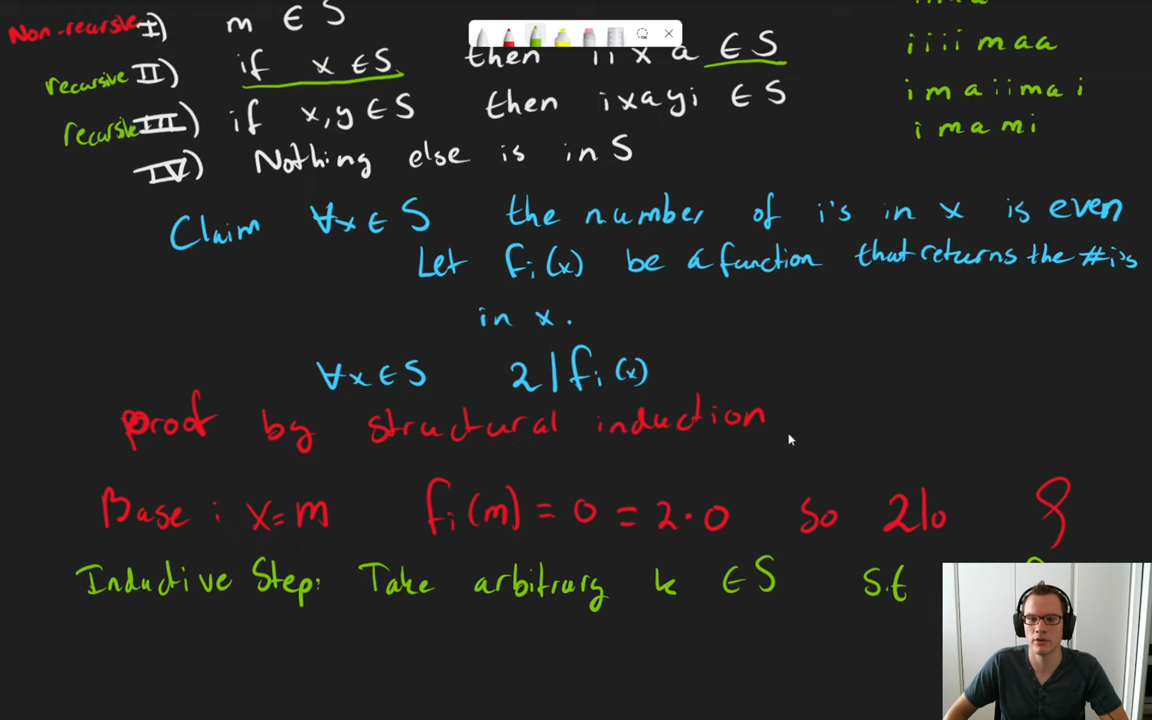 Non-recursive I) m ∈ S
recursive II) if x ∈ S then iixa ∈ S
iiiimaa
recursive III) if x,y ∈ S then ixayi ∈ S
imaiimai
imami
IV) Nothing else is in S
Claim ∀x ∈ S the number of i's in x is even
Let fi(x) be a function that returns the #i's
in x.
∀x ∈ S 2|fi(x)
proof by structural induction
Base: x=m fi(m) = 0 = 2·0 so 2|0
Inductive Step: Take arbitrary k ∈ S s.t